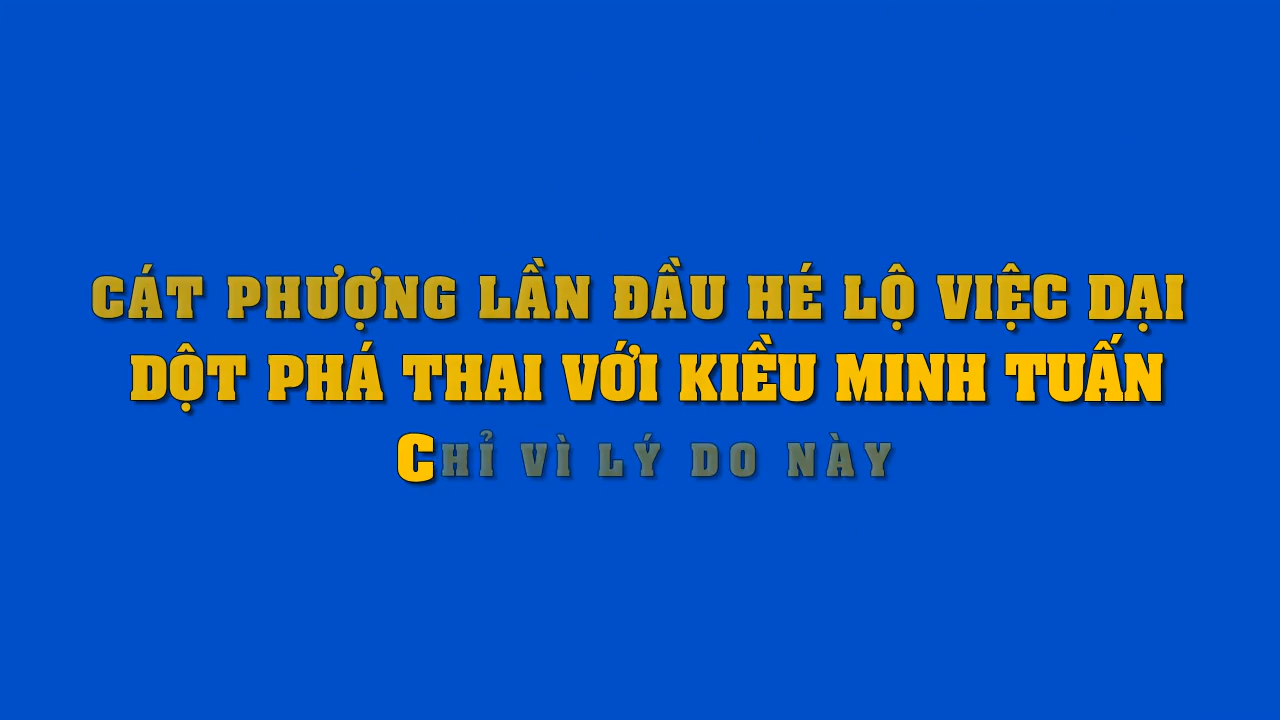 CÁT PHƯỢNG LẦN ĐẦU HÉ LỘ VIỆC DẠI
DỘT PHÁ THAI VỚI KIỀU MINH TUẤN
CHỈ VÌ LÝ DO NÀY